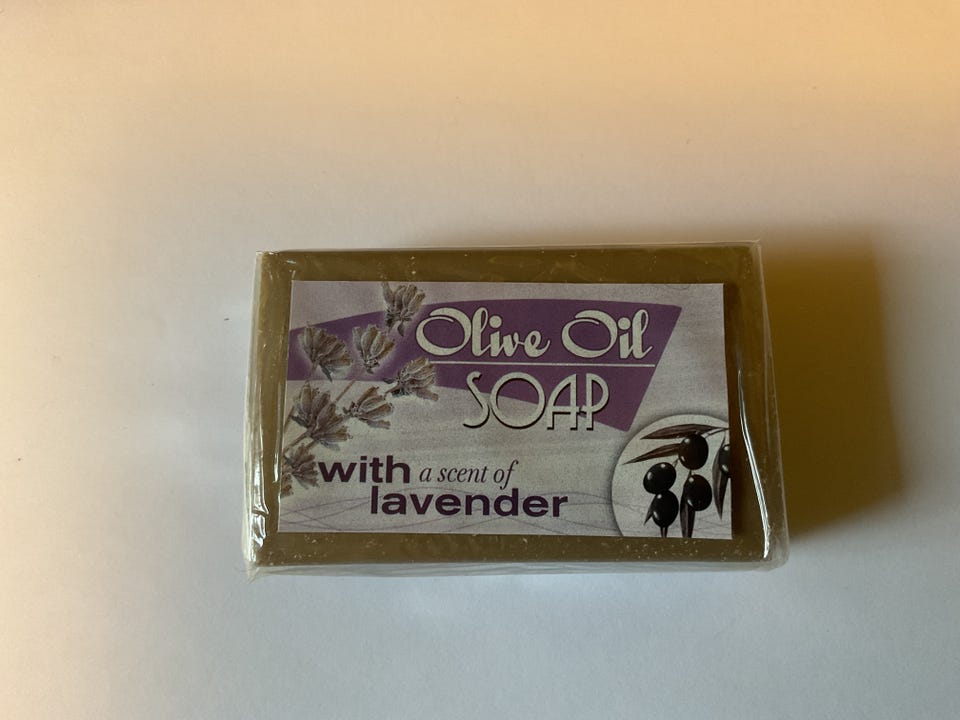 Olive Oil
SOAP
with a scent of
lavender